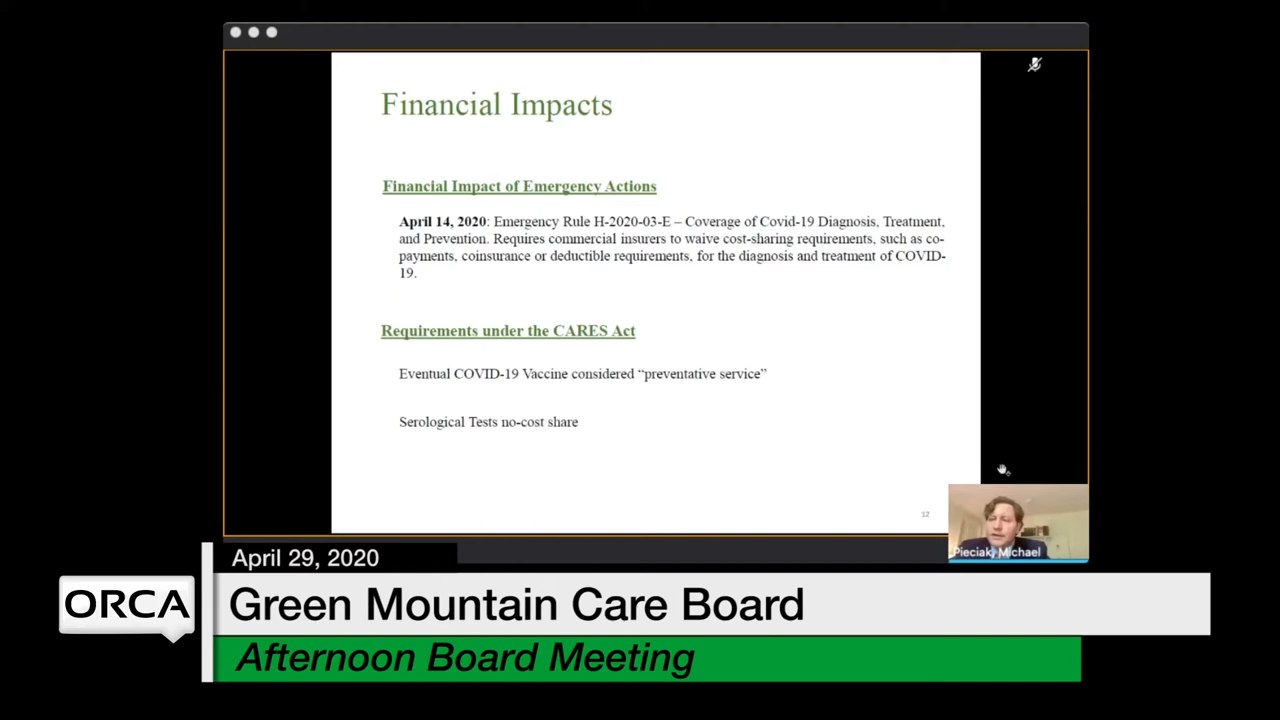 Financial Impacts
Financial Impact of Emergency Actions
April 14, 2020: Emergency Rule H-2020-03-E – Coverage of Covid-19 Diagnosis, Treatment,
and Prevention. Requires commercial insurers to waive cost-sharing requirements, such as co-
payments, coinsurance or deductible requirements, for the diagnosis and treatment of COVID-
19.
Requirements under the CARES Act
Eventual COVID-19 Vaccine considered “preventative service”
Serological Tests no-cost share
12
Pieciak, Michael
April 29, 2020
ORCA
Green Mountain Care Board
Afternoon Board Meeting